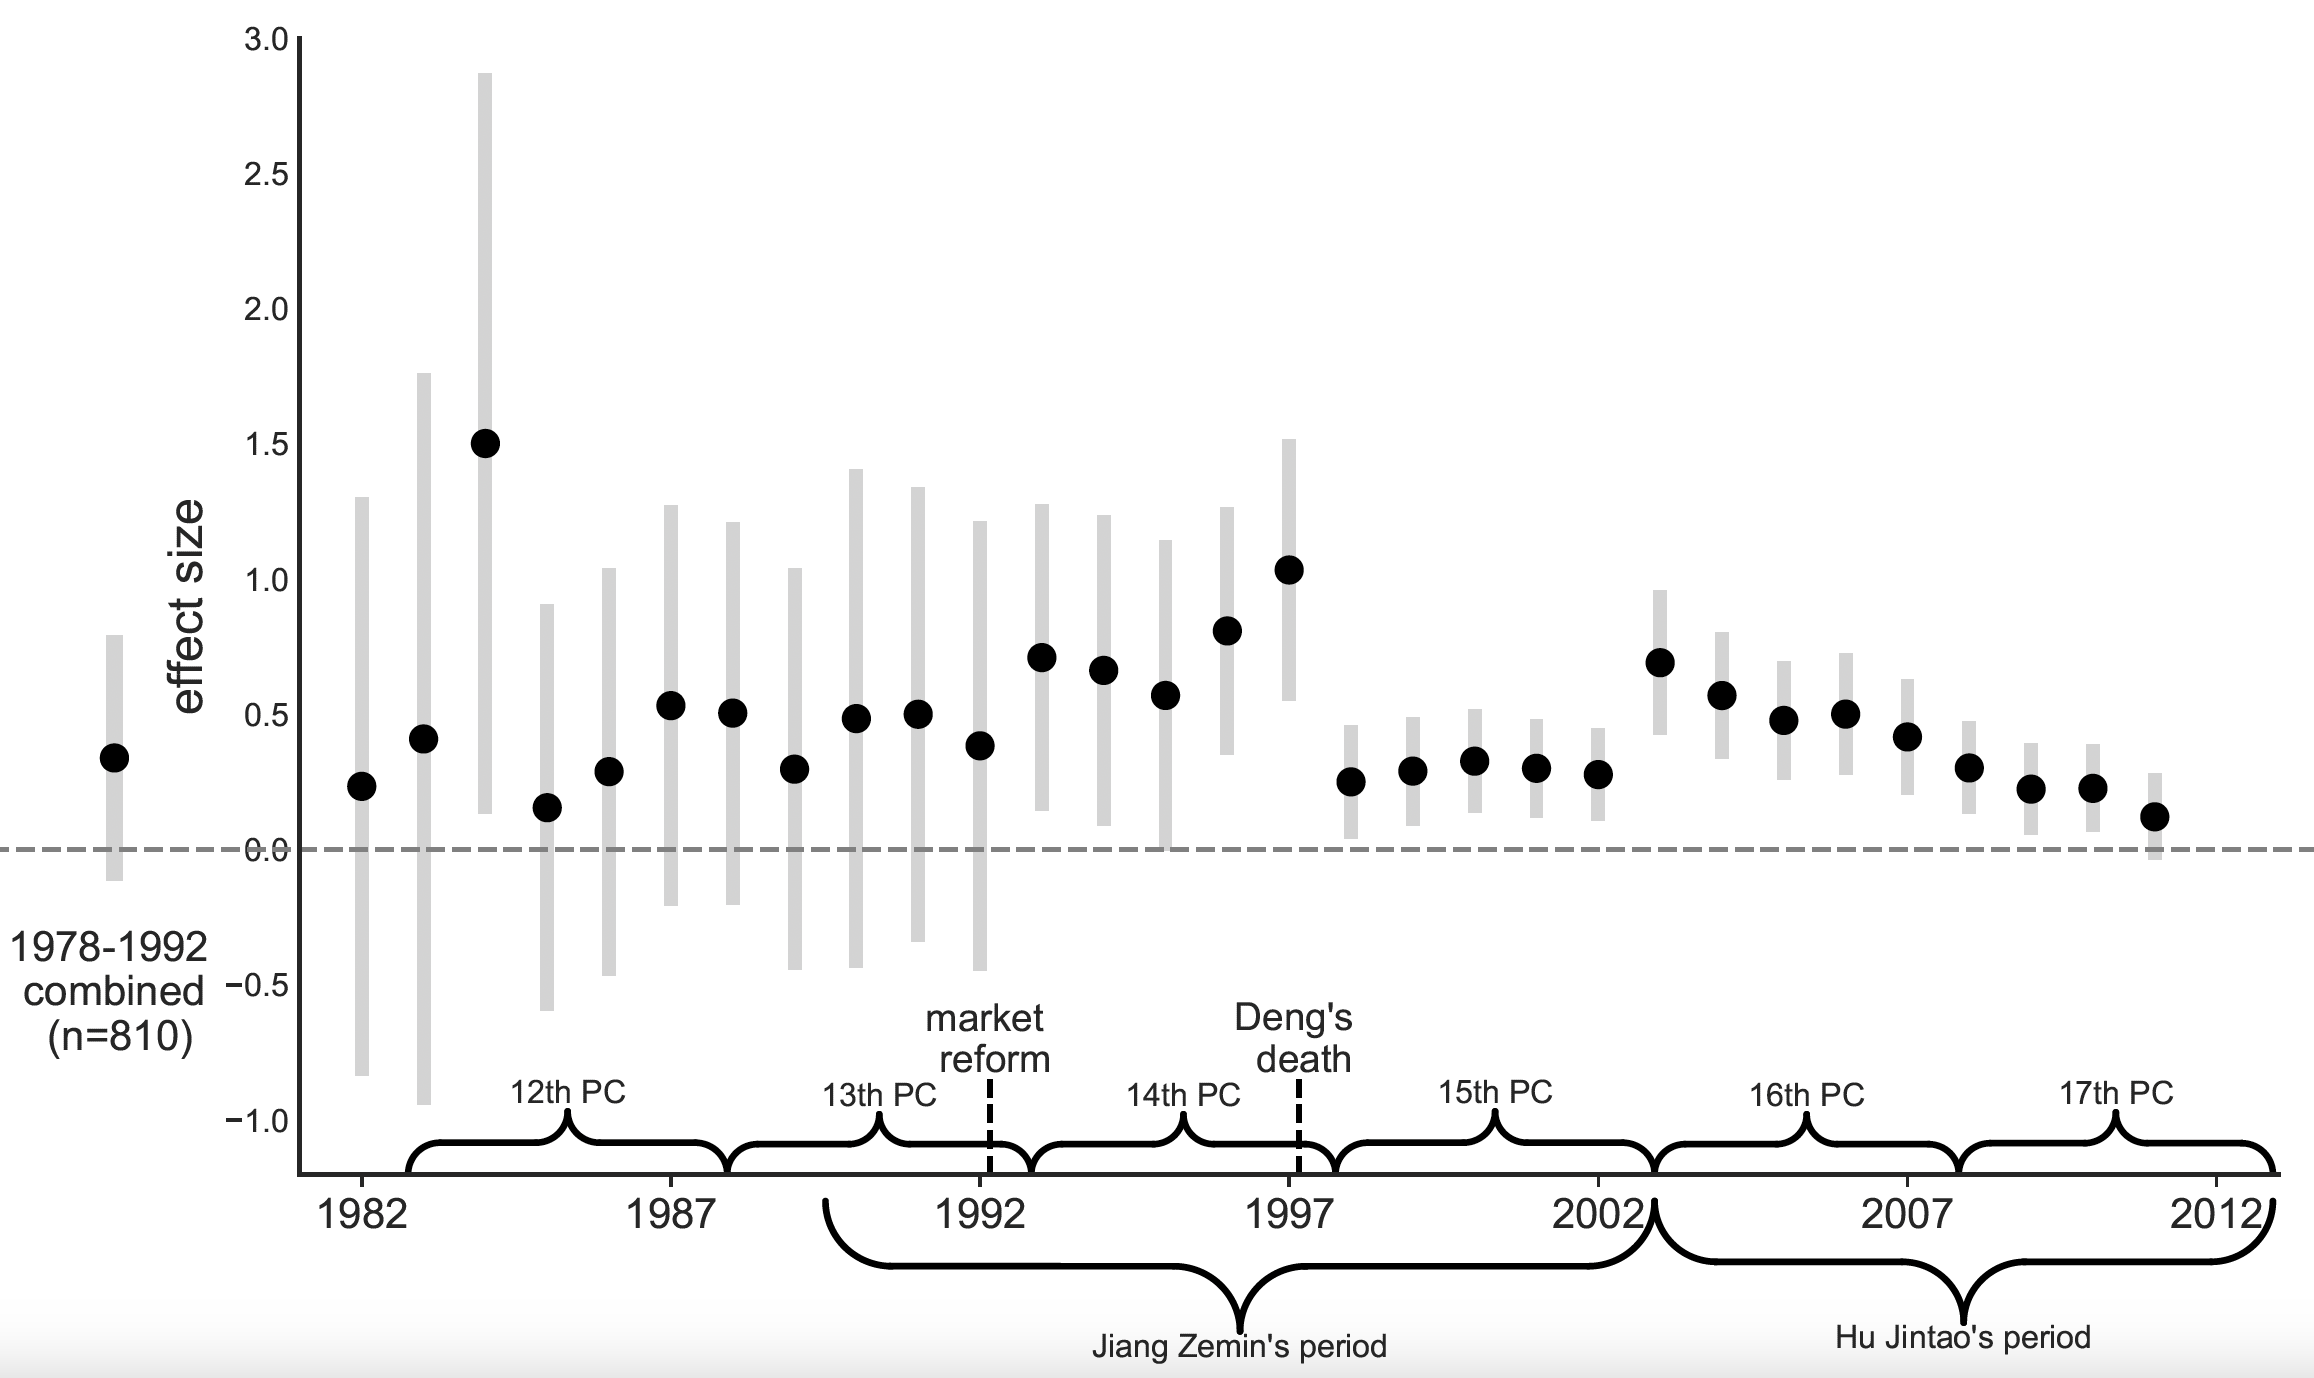 3.0
2.5
2.0
1.5
1.0
0.5
0.0
−0.5
−1.0
effect size
1978-1992
combined
(n=810)
market
reform
Deng's
death
12th PC
13th PC
14th PC
15th PC
16th PC
17th PC
1982
1987
1992
1997
2002
2007
2012
Jiang Zemin's period
Hu Jintao's period